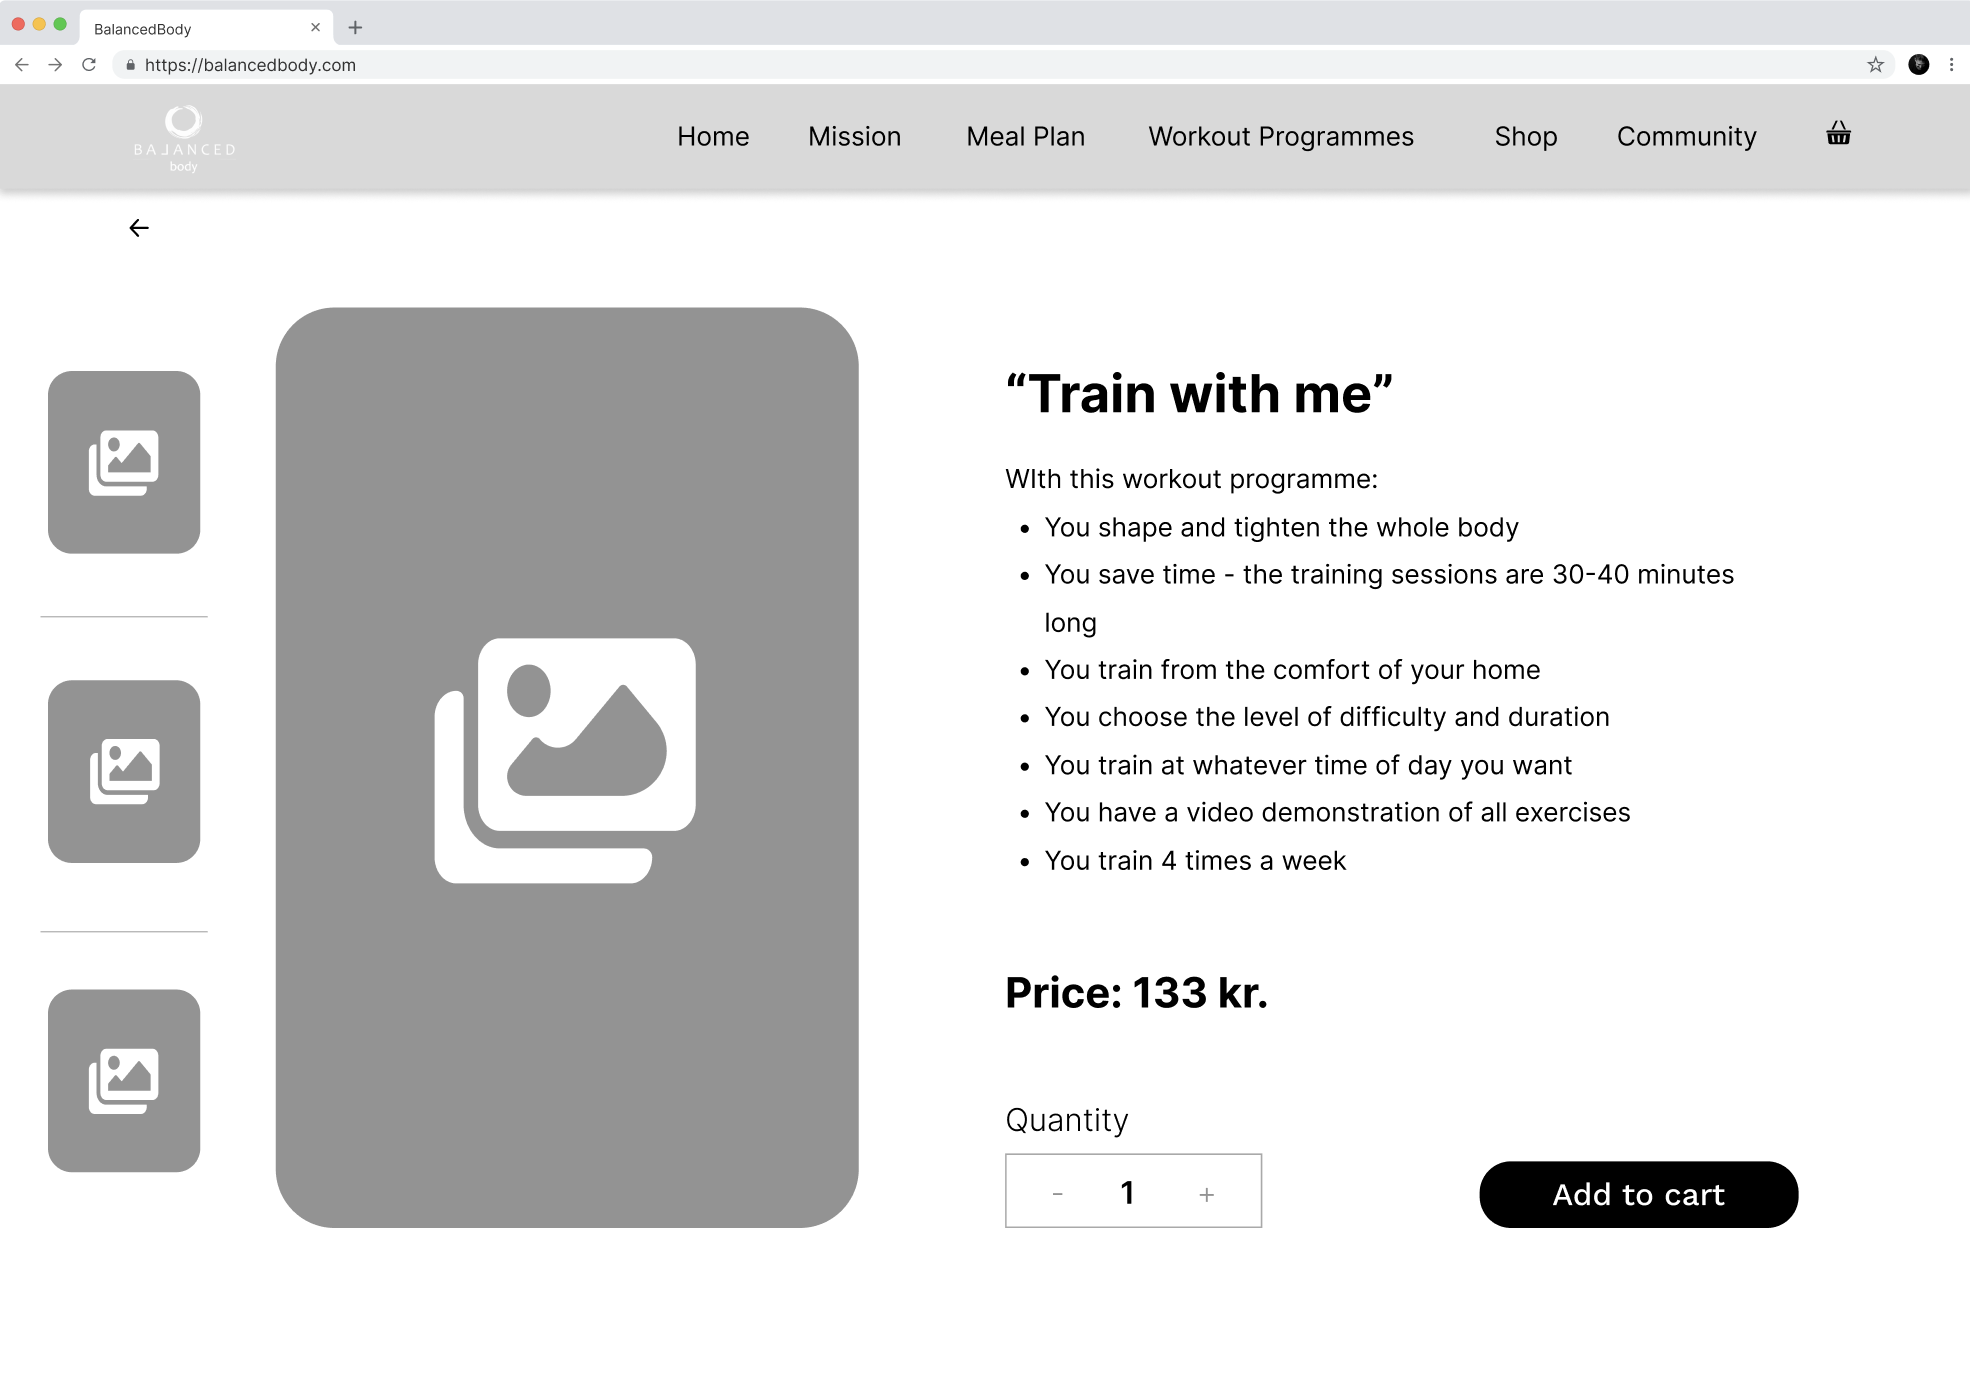 BalancedBody
https://balancedbody.com
BALANCED
body
Home Mission Meal Plan Workout Programmes Shop Community
“Train with me”
WIth this workout programme:
• You shape and tighten the whole body
• You save time - the training sessions are 30-40 minutes
long
• You train from the comfort of your home
• You choose the level of difficulty and duration
• You train at whatever time of day you want
• You have a video demonstration of all exercises
• You train 4 times a week
Price: 133 kr.
Quantity
- 1 +
Add to cart